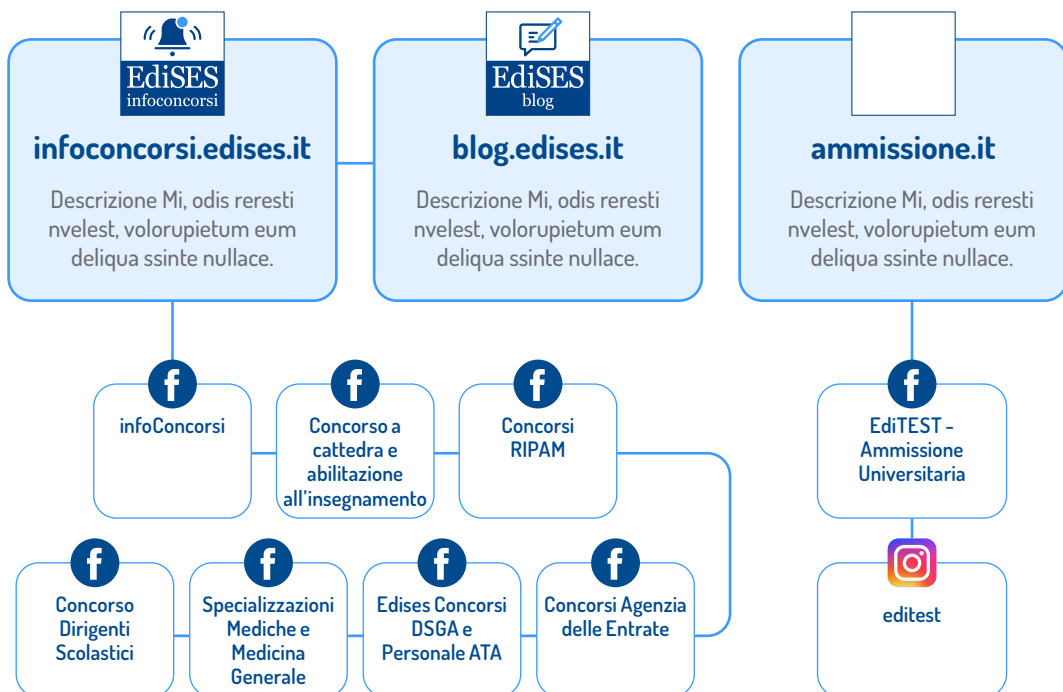 EdiSES
infoconcorsi
infoconcorsi.edises.it
Descrizione Mi, odis reresti
nvelest, volorupietum eum
deliqua ssinte nullace.
EdiSES
blog
blog.edises.it
Descrizione Mi, odis reresti
nvelest, volorupietum eum
deliqua ssinte nullace.
ammissione.it
Descrizione Mi, odis reresti
nvelest, volorupietum eum
deliqua ssinte nullace.
infoConcorsi
Concorso a
cattedra e
abilitazione
all'insegnamento
Concorsi
RIPAM
EdiTEST -
Ammissione
Universitaria
Concorso
Dirigenti
Scolastici
Specializzazioni
Mediche e
Medicina
Generale
Edises Concorsi
DSGA e
Personale ATA
Concorsi Agenzia
delle Entrate
editest